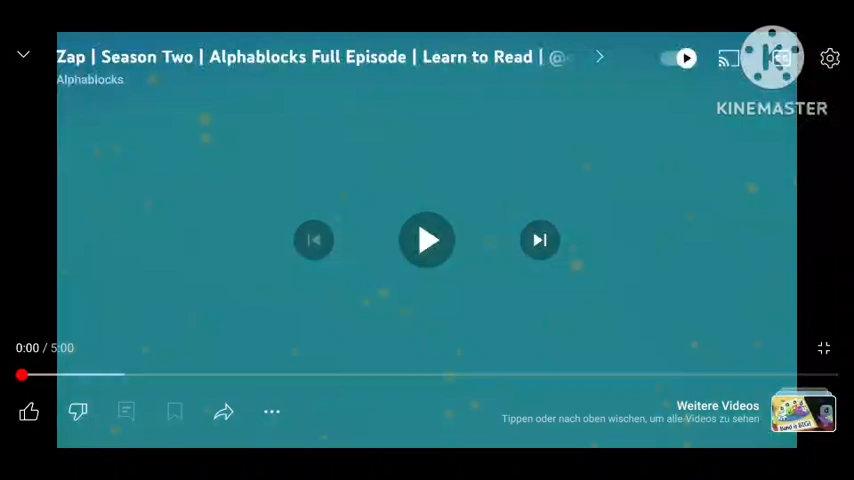 Zap | Season Two | Alphablocks Full Episode | Learn to Read | @
Alphablocks
KINEMASTER
0:00 / 5:00
Weitere Videos
Tippen oder nach oben wischen, um alle Videos zu sehen